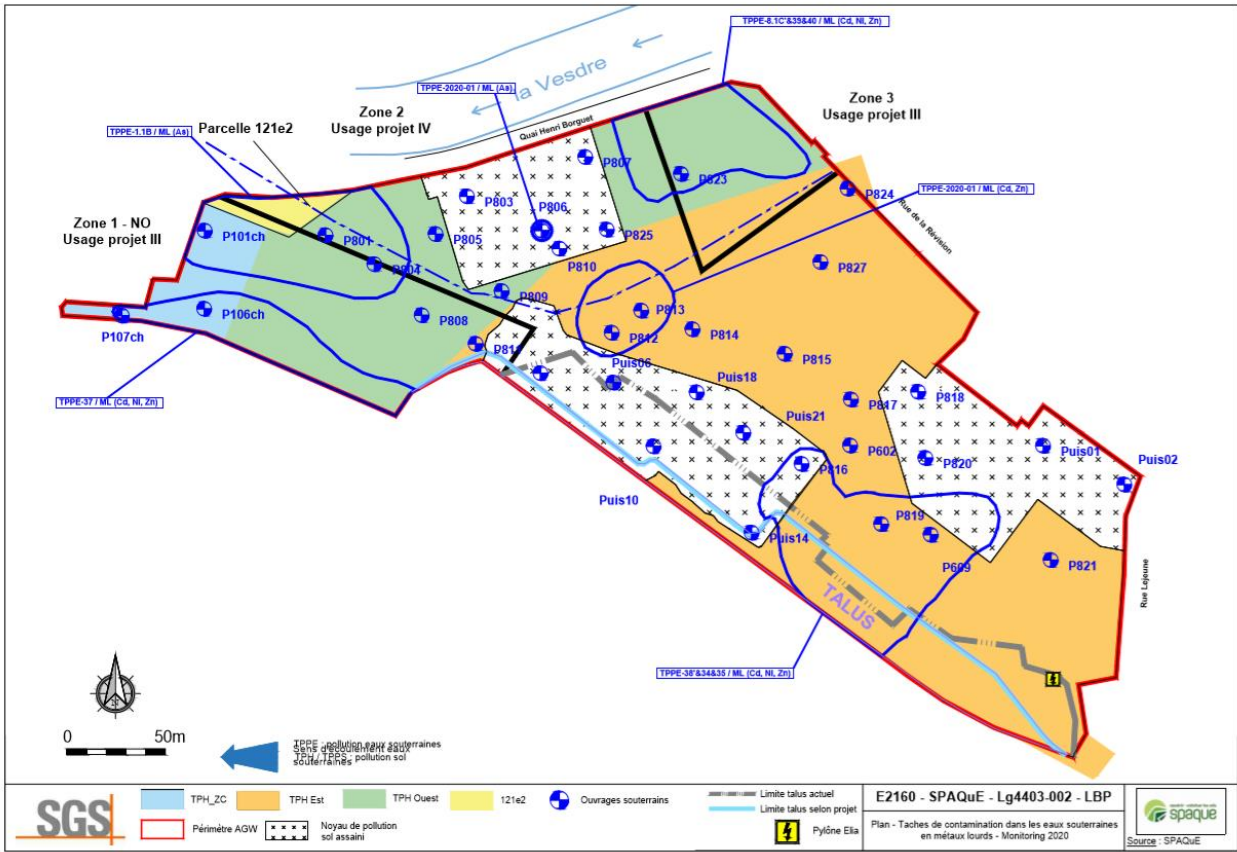 TPPE-8.1C'&39&40 / ML (Cd, Ni, Zn)
la Vesdre
Zone 2
Usage projet IV
TPPE-2020-01 / ML (As)
Zone 3
Usage projet III
Quai Henri Borguet
TPPE-1.1B / ML (As)
Parcelle 121e2
P807
P823
P824
TPPE-2020-01 / ML (Cd, Zn)
Rue de la Révision
P803
P806
Zone 1 - NO
Usage projet III
P101ch
P801
P805
P825
P810
P804
P827
P809
P106ch
P808
P813
P107ch
P812
P814
P815
Puis06
Puis18
TPPE-37 / ML (Cd, Ni, Zn)
P817
P818
Puis21
P602
P820
Puis01
Puis02
P816
Puis10
P819
Puis14
P609
P821
Rue Lejeune
TALUS
TPPE-38'&34&35 / ML (Cd, Ni, Zn)
0 50m
TPPE : pollution eaux souterraines
Sens d'écoulement eaux
TPH / TPPS : pollution sol
souterraines
SGS
TPH_ZC
TPH Est
TPH Ouest
121e2
Ouvrages souterrains
Périmètre AGW
Noyau de pollution
sol assaini
Limite talus actuel
Limite talus selon projet
Pylône Elia
E2160 - SPAQuE - Lg4403-002 - LBP
Plan - Taches de contamination dans les eaux souterraines
en métaux lourds - Monitoring 2020
spaque
Source : SPAQuE